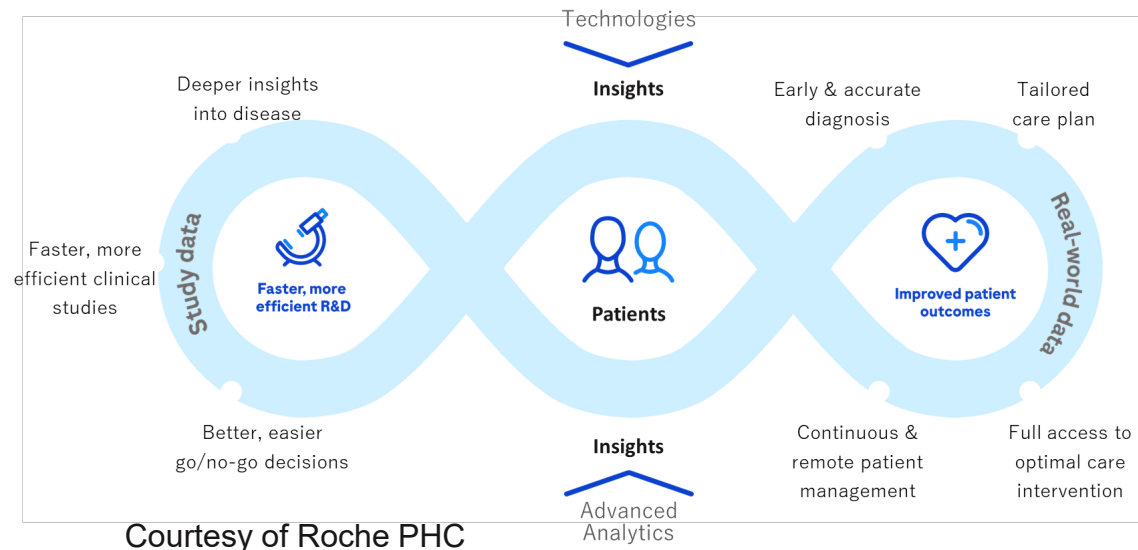 Technologies
Insights
Deeper insights
into disease
Early & accurate
diagnosis
Tailored
care plan
Faster, more
efficient clinical
studies
Study data
Faster, more
efficient R&D
Patients
Improved patient
outcomes
Real-world data
Better, easier
go/no-go decisions
Insights
Continuous &
remote patient
management
Full access to
optimal care
intervention
Advanced
Analytics
Courtesy of Roche PHC